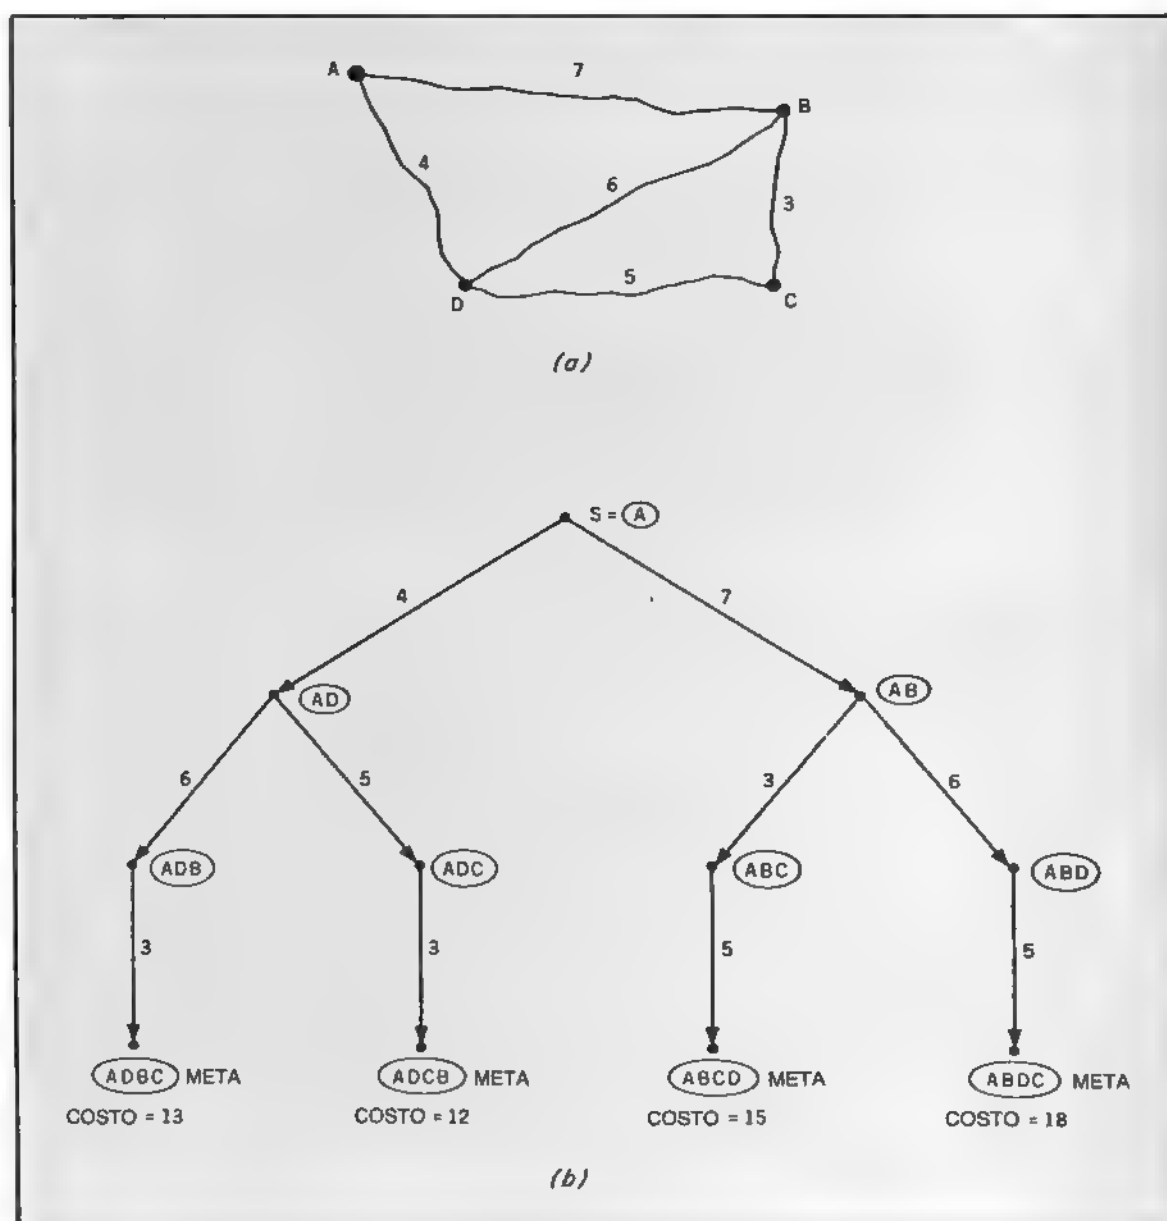 A
7
B
4
6
3
5
D
C
(a)
S = A
4
7
AD
AB
6
5
3
6
ADB
ADC
ABC
ABD
3
3
5
5
ADBC META
ADCB META
ABCD META
ABDC META
COSTO = 13
COSTO = 12
COSTO = 15
COSTO = 18
(b)